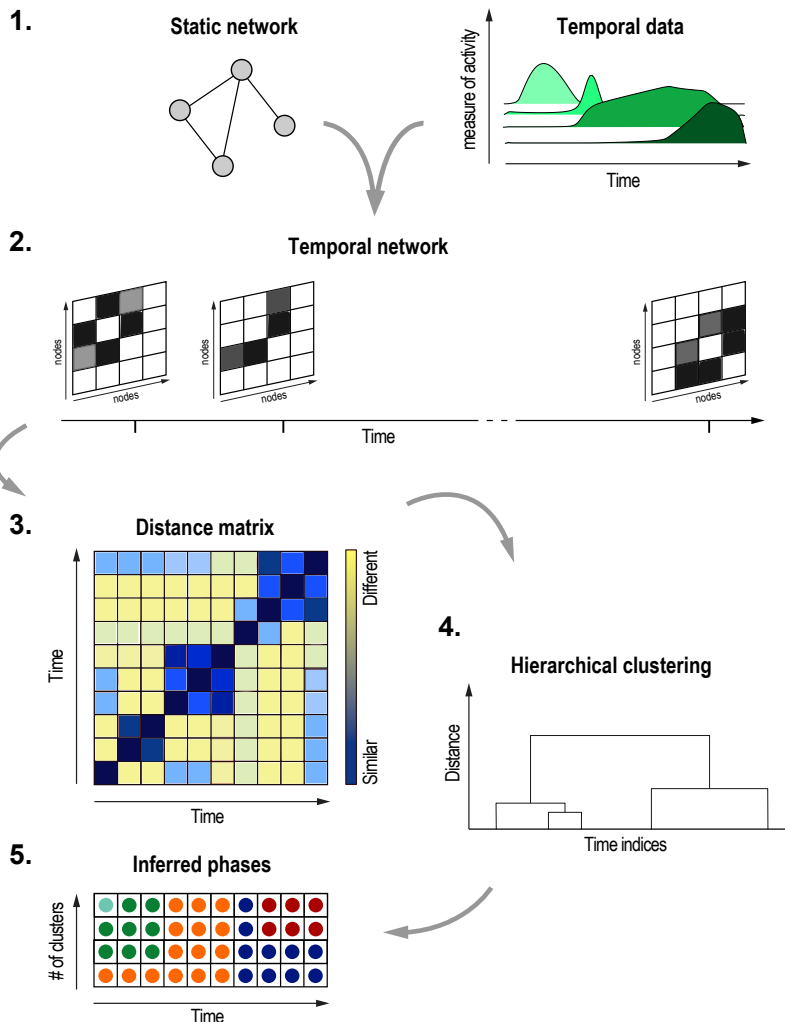 1.
Static network
Temporal data
measure of activity
Time
2.
Temporal network
nodes
nodes
nodes
nodes
nodes
nodes
Time
3.
Distance matrix
Time
Time
Different
Similar
4.
Hierarchical clustering
Distance
Time indices
5.
Inferred phases
# of clusters
Time